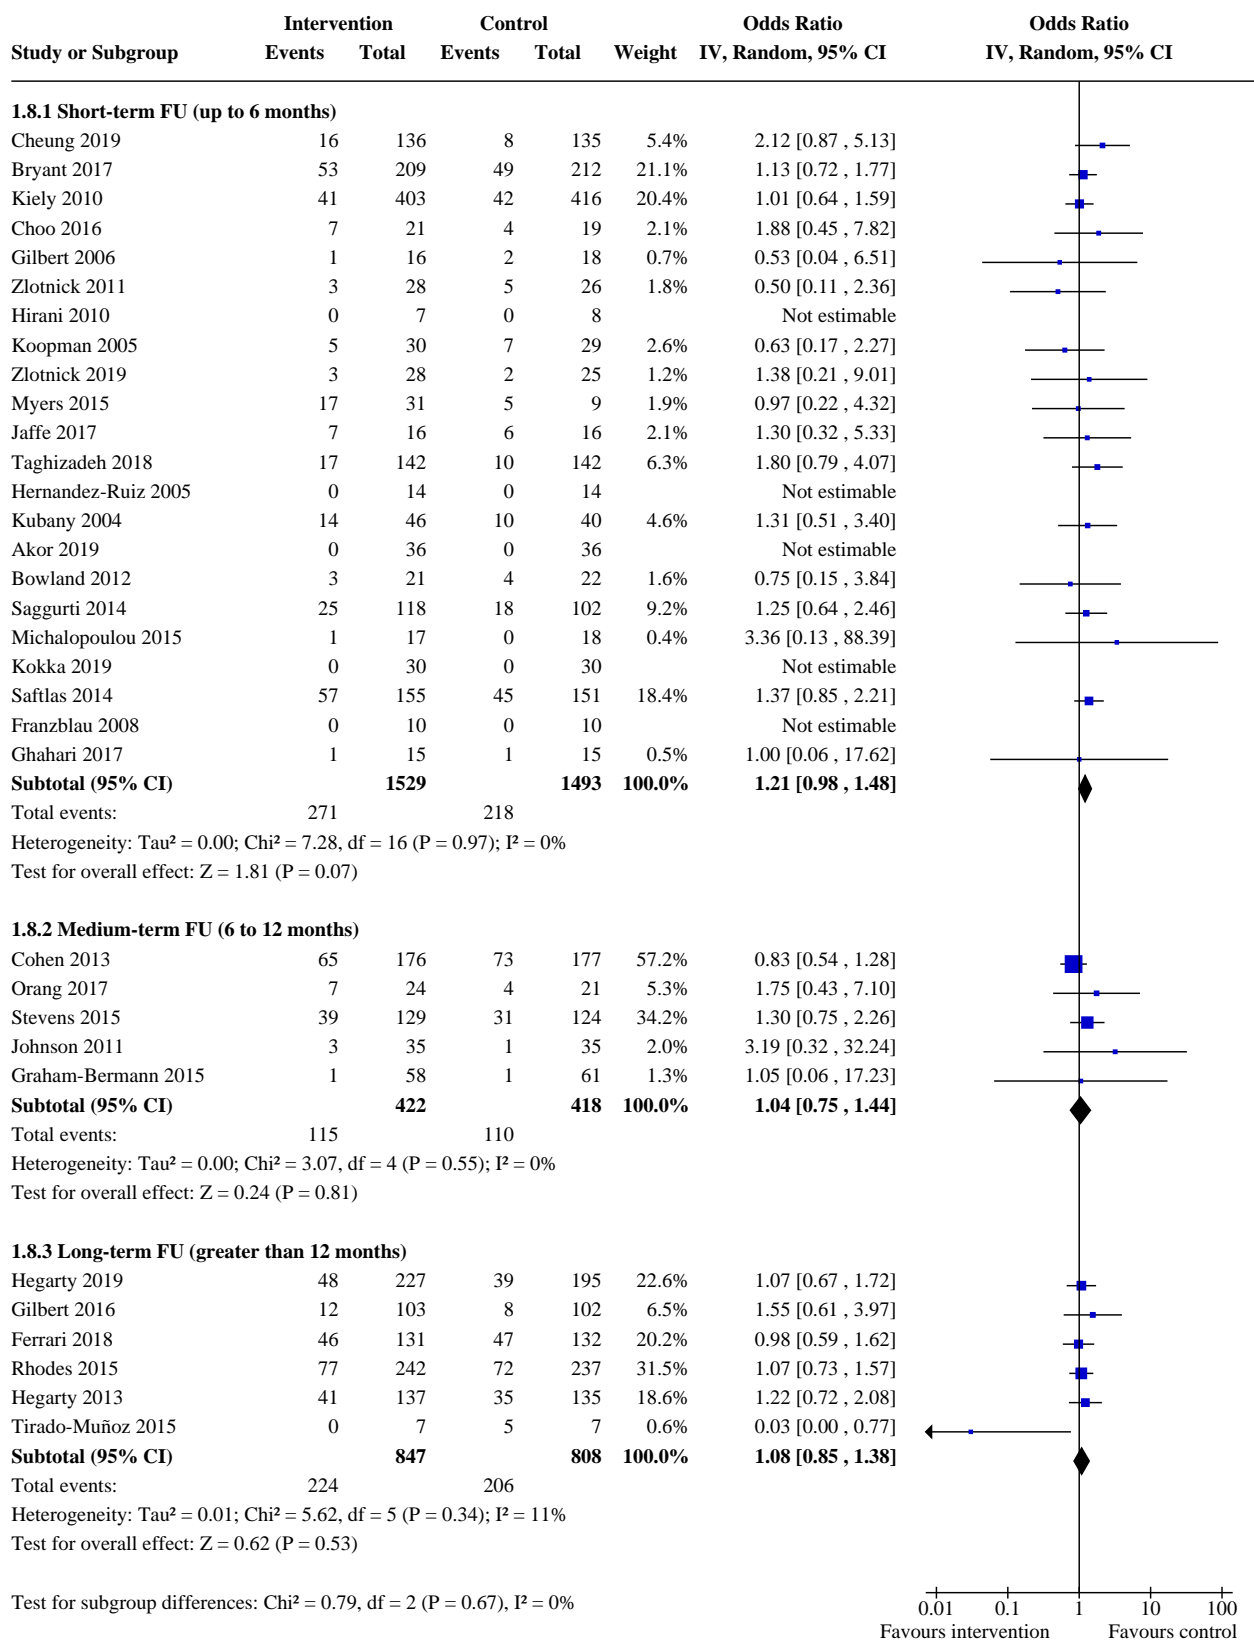 Intervention Control Odds Ratio Odds Ratio
Study or Subgroup Events Total Events Total Weight IV, Random, 95% CI IV, Random, 95% CI
1.8.1 Short-term FU (up to 6 months)
Cheung 2019 16 136 8 135 5.4% 2.12 [0.87 , 5.13]
Bryant 2017 53 209 49 212 21.1% 1.13 [0.72 , 1.77]
Kiely 2010 41 403 42 416 20.4% 1.01 [0.64 , 1.59]
Choo 2016 7 21 4 19 2.1% 1.88 [0.45 , 7.82]
Gilbert 2006 1 16 2 18 0.7% 0.53 [0.04 , 6.51]
Zlotnick 2011 3 28 5 26 1.8% 0.50 [0.11 , 2.36]
Hirani 2010 0 7 0 8 Not estimable
Koopman 2005 5 30 7 29 2.6% 0.63 [0.17 , 2.27]
Zlotnick 2019 3 28 2 25 1.2% 1.38 [0.21 , 9.01]
Myers 2015 17 31 5 9 1.9% 0.97 [0.22 , 4.32]
Jaffe 2017 7 16 6 16 2.1% 1.30 [0.32 , 5.33]
Taghizadeh 2018 17 142 10 142 6.3% 1.80 [0.79 , 4.07]
Hernandez-Ruiz 2005 0 14 0 14 Not estimable
Kubany 2004 14 46 10 40 4.6% 1.31 [0.51 , 3.40]
Akor 2019 0 36 0 36 Not estimable
Bowland 2012 3 21 4 22 1.6% 0.75 [0.15 , 3.84]
Saggurti 2014 25 118 18 102 9.2% 1.25 [0.64 , 2.46]
Michalopoulou 2015 1 17 0 18 0.4% 3.36 [0.13 , 88.39]
Kokka 2019 0 30 0 30 Not estimable
Saftlas 2014 57 155 45 151 18.4% 1.37 [0.85 , 2.21]
Franzblau 2008 0 10 0 10 Not estimable
Ghahari 2017 1 15 1 15 0.5% 1.00 [0.06 , 17.62]
Subtotal (95% CI) 1529 1493 100.0% 1.21 [0.98 , 1.48]
Total events: 271 218
Heterogeneity: Tau² = 0.00; Chi² = 7.28, df = 16 (P = 0.97); I² = 0%
Test for overall effect: Z = 1.81 (P = 0.07)
1.8.2 Medium-term FU (6 to 12 months)
Cohen 2013 65 176 73 177 57.2% 0.83 [0.54 , 1.28]
Orang 2017 7 24 4 21 5.3% 1.75 [0.43 , 7.10]
Stevens 2015 39 129 31 124 34.2% 1.30 [0.75 , 2.26]
Johnson 2011 3 35 1 35 2.0% 3.19 [0.32 , 32.24]
Graham-Bermann 2015 1 58 1 61 1.3% 1.05 [0.06 , 17.23]
Subtotal (95% CI) 422 418 100.0% 1.04 [0.75 , 1.44]
Total events: 115 110
Heterogeneity: Tau² = 0.00; Chi² = 3.07, df = 4 (P = 0.55); I² = 0%
Test for overall effect: Z = 0.24 (P = 0.81)
1.8.3 Long-term FU (greater than 12 months)
Hegarty 2019 48 227 39 195 22.6% 1.07 [0.67 , 1.72]
Gilbert 2016 12 103 8 102 6.5% 1.55 [0.61 , 3.97]
Ferrari 2018 46 131 47 132 20.2% 0.98 [0.59 , 1.62]
Rhodes 2015 77 242 72 237 31.5% 1.07 [0.73 , 1.57]
Hegarty 2013 41 137 35 135 18.6% 1.22 [0.72 , 2.08]
Tirado-Muñoz 2015 0 7 5 7 0.6% 0.03 [0.00 , 0.77]
Subtotal (95% CI) 847 808 100.0% 1.08 [0.85 , 1.38]
Total events: 224 206
Heterogeneity: Tau² = 0.01; Chi² = 5.62, df = 5 (P = 0.34); I² = 11%
Test for overall effect: Z = 0.62 (P = 0.53)
Test for subgroup differences: Chi² = 0.79, df = 2 (P = 0.67), I² = 0%
0.01 0.1 1 10 100
Favours intervention Favours control